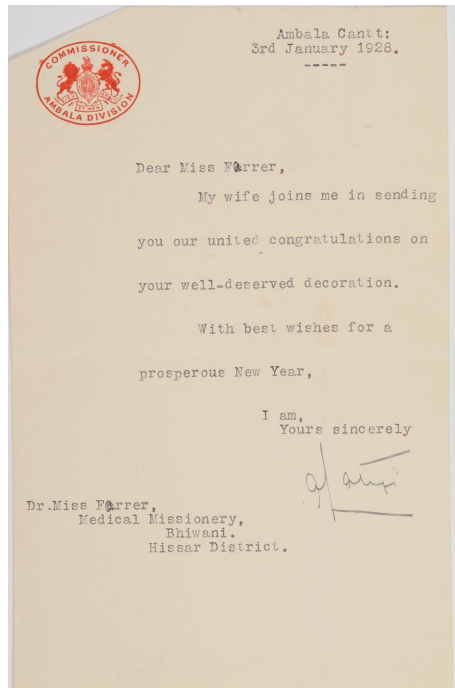 COMMISSIONER
AMBALA DIVISION
Ambala Cantt:
3rd January 1928.
-----
Dear Miss Farrer,
My wife joins me in sending
you our united congratulations on
your well-deserved decoration.
With best wishes for a
prosperous New Year,
I am,
Yours sincerely
Dr.Miss Farrer,
Medical Missionery,
Bhiwani.
Hissar District.